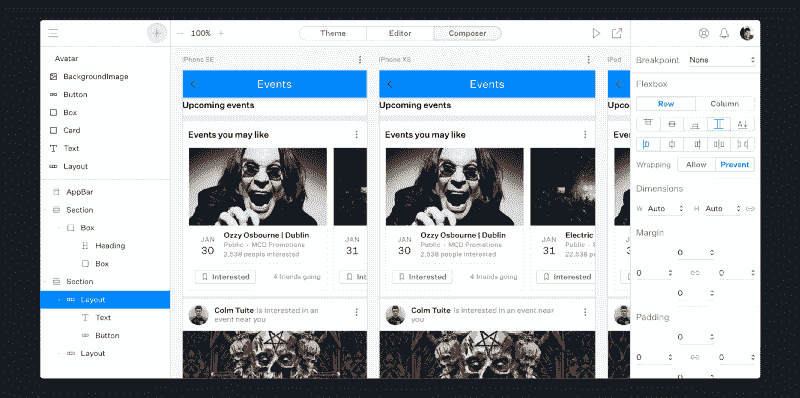 100%
Theme
Editor
Composer
Avatar
BackgroundImage
Button
Box
Card
Text
Layout
AppBar
Section
Box
Heading
Box
Section
Layout
Text
Button
Layout
iPhone SE
Events
Upcoming events
Events you may like
JAN
30
Ozzy Osbourne | Dublin
Public · MCD Promotions
2,538 people interested
Interested
4 friends going
JAN
31
Colm Tuite is interested in an
event near you
iPhone XS
Events
Upcoming events
Events you may like
JAN
30
Ozzy Osbourne | Dublin
Public · MCD Promotions
2,538 people interested
Interested
4 friends going
JAN
31
Electric
Public · M
22,538 p
Interested
Colm Tuite is interested in an event near
you
iPad
Upcoming
Events
JAN
30
Breakpoint
None
Flexbox
Row
Column
A
Wrapping
Allow
Prevent
Dimensions
W
Auto
H
Auto
Margin
0
0
0
0
Padding
0
0
0